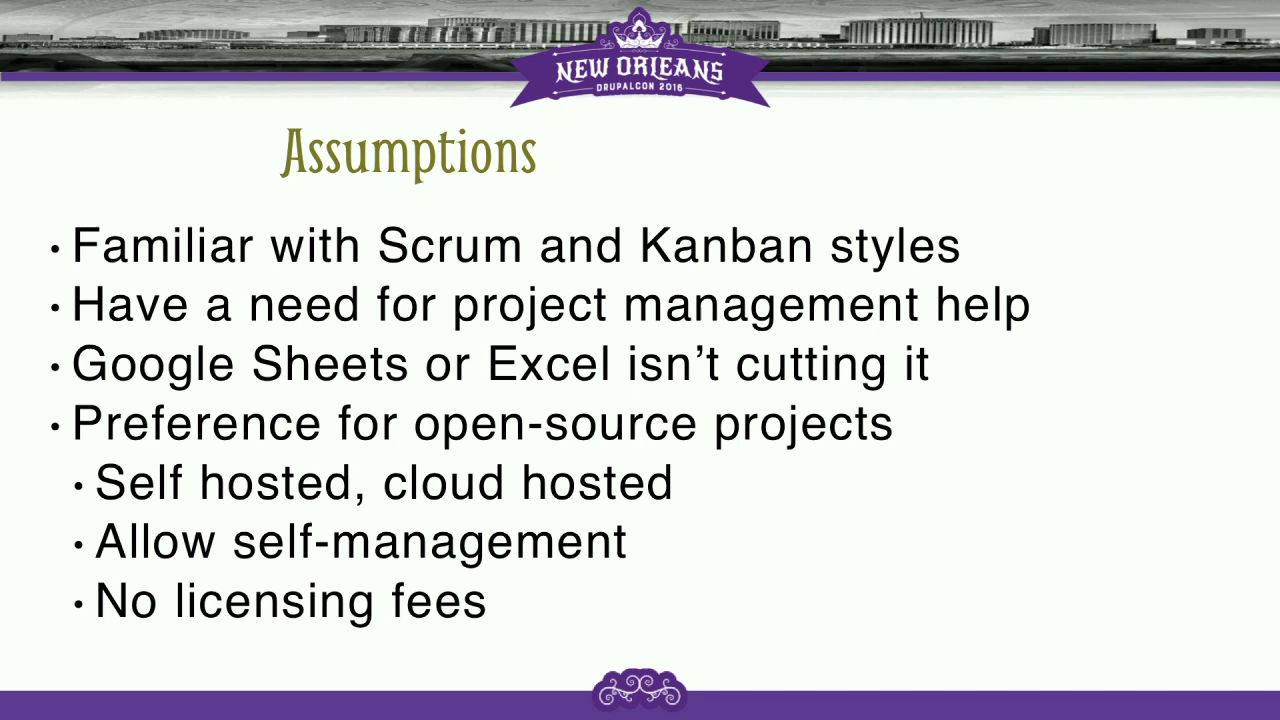 NEW ORLEANS
DRUPALCON 2016
Assumptions
• Familiar with Scrum and Kanban styles
• Have a need for project management help
• Google Sheets or Excel isn’t cutting it
• Preference for open-source projects
• Self hosted, cloud hosted
• Allow self-management
• No licensing fees